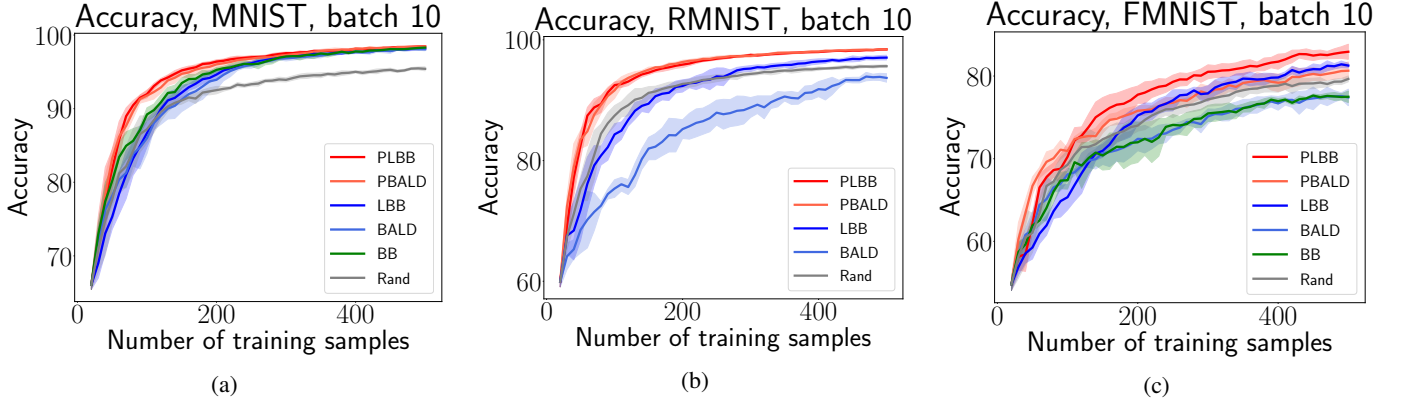 Accuracy, MNIST, batch 10
100
90
80
70
Accuracy
PLBB
PBALD
LBB
BALD
BB
Rand
0
200
400
Number of training samples
(a)
Accuracy, RMNIST, batch 10
100
80
60
Accuracy
PLBB
PBALD
LBB
BALD
Rand
0
200
400
Number of training samples
(b)
Accuracy, FMNIST, batch 10
80
70
60
Accuracy
PLBB
PBALD
LBB
BALD
BB
Rand
0
200
400
Number of training samples
(c)